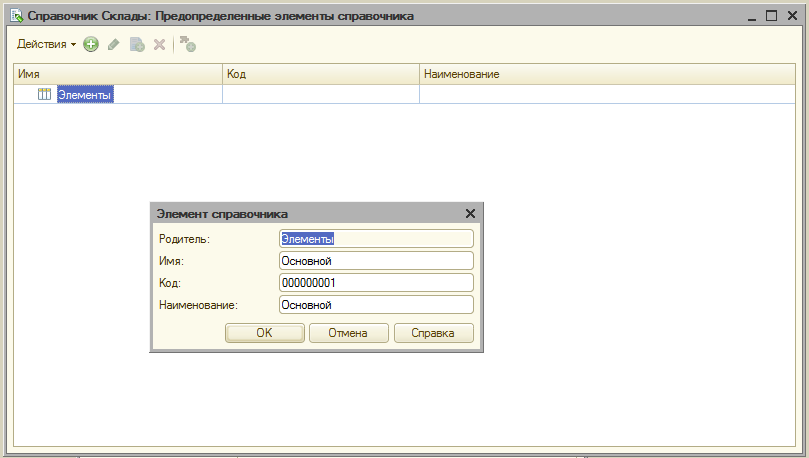 Справочник Склады: Предопределенные элементы справочника
Действия
Имя Код Наименование
Элементы
Элемент справочника
Родитель: Элементы
Имя: Основной
Код: 000000001
Наименование: Основной
OK Отмена Справка